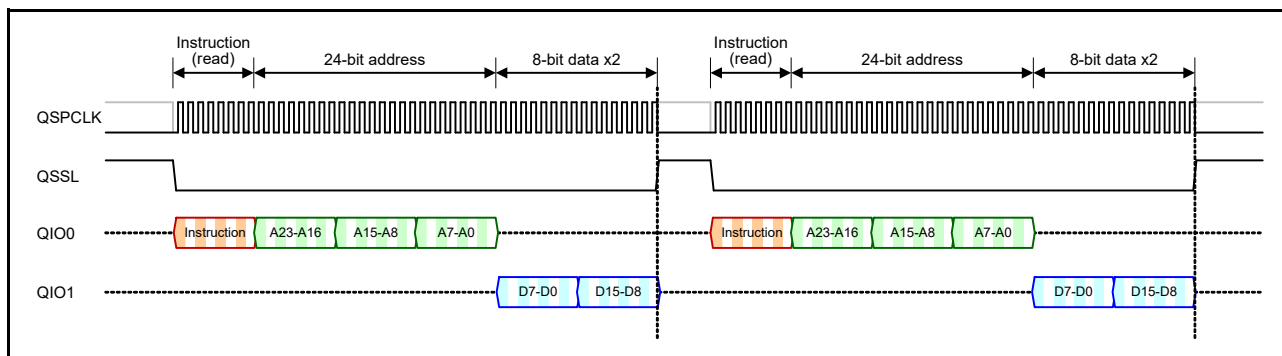 Instruction
(read)
24-bit address
8-bit data x2
Instruction
(read)
24-bit address
8-bit data x2
QSPCLK
QSSL
QIO0
Instruction
A23-A16
A15-A8
A7-A0
Instruction
A23-A16
A15-A8
A7-A0
QIO1
D7-D0
D15-D8
D7-D0
D15-D8